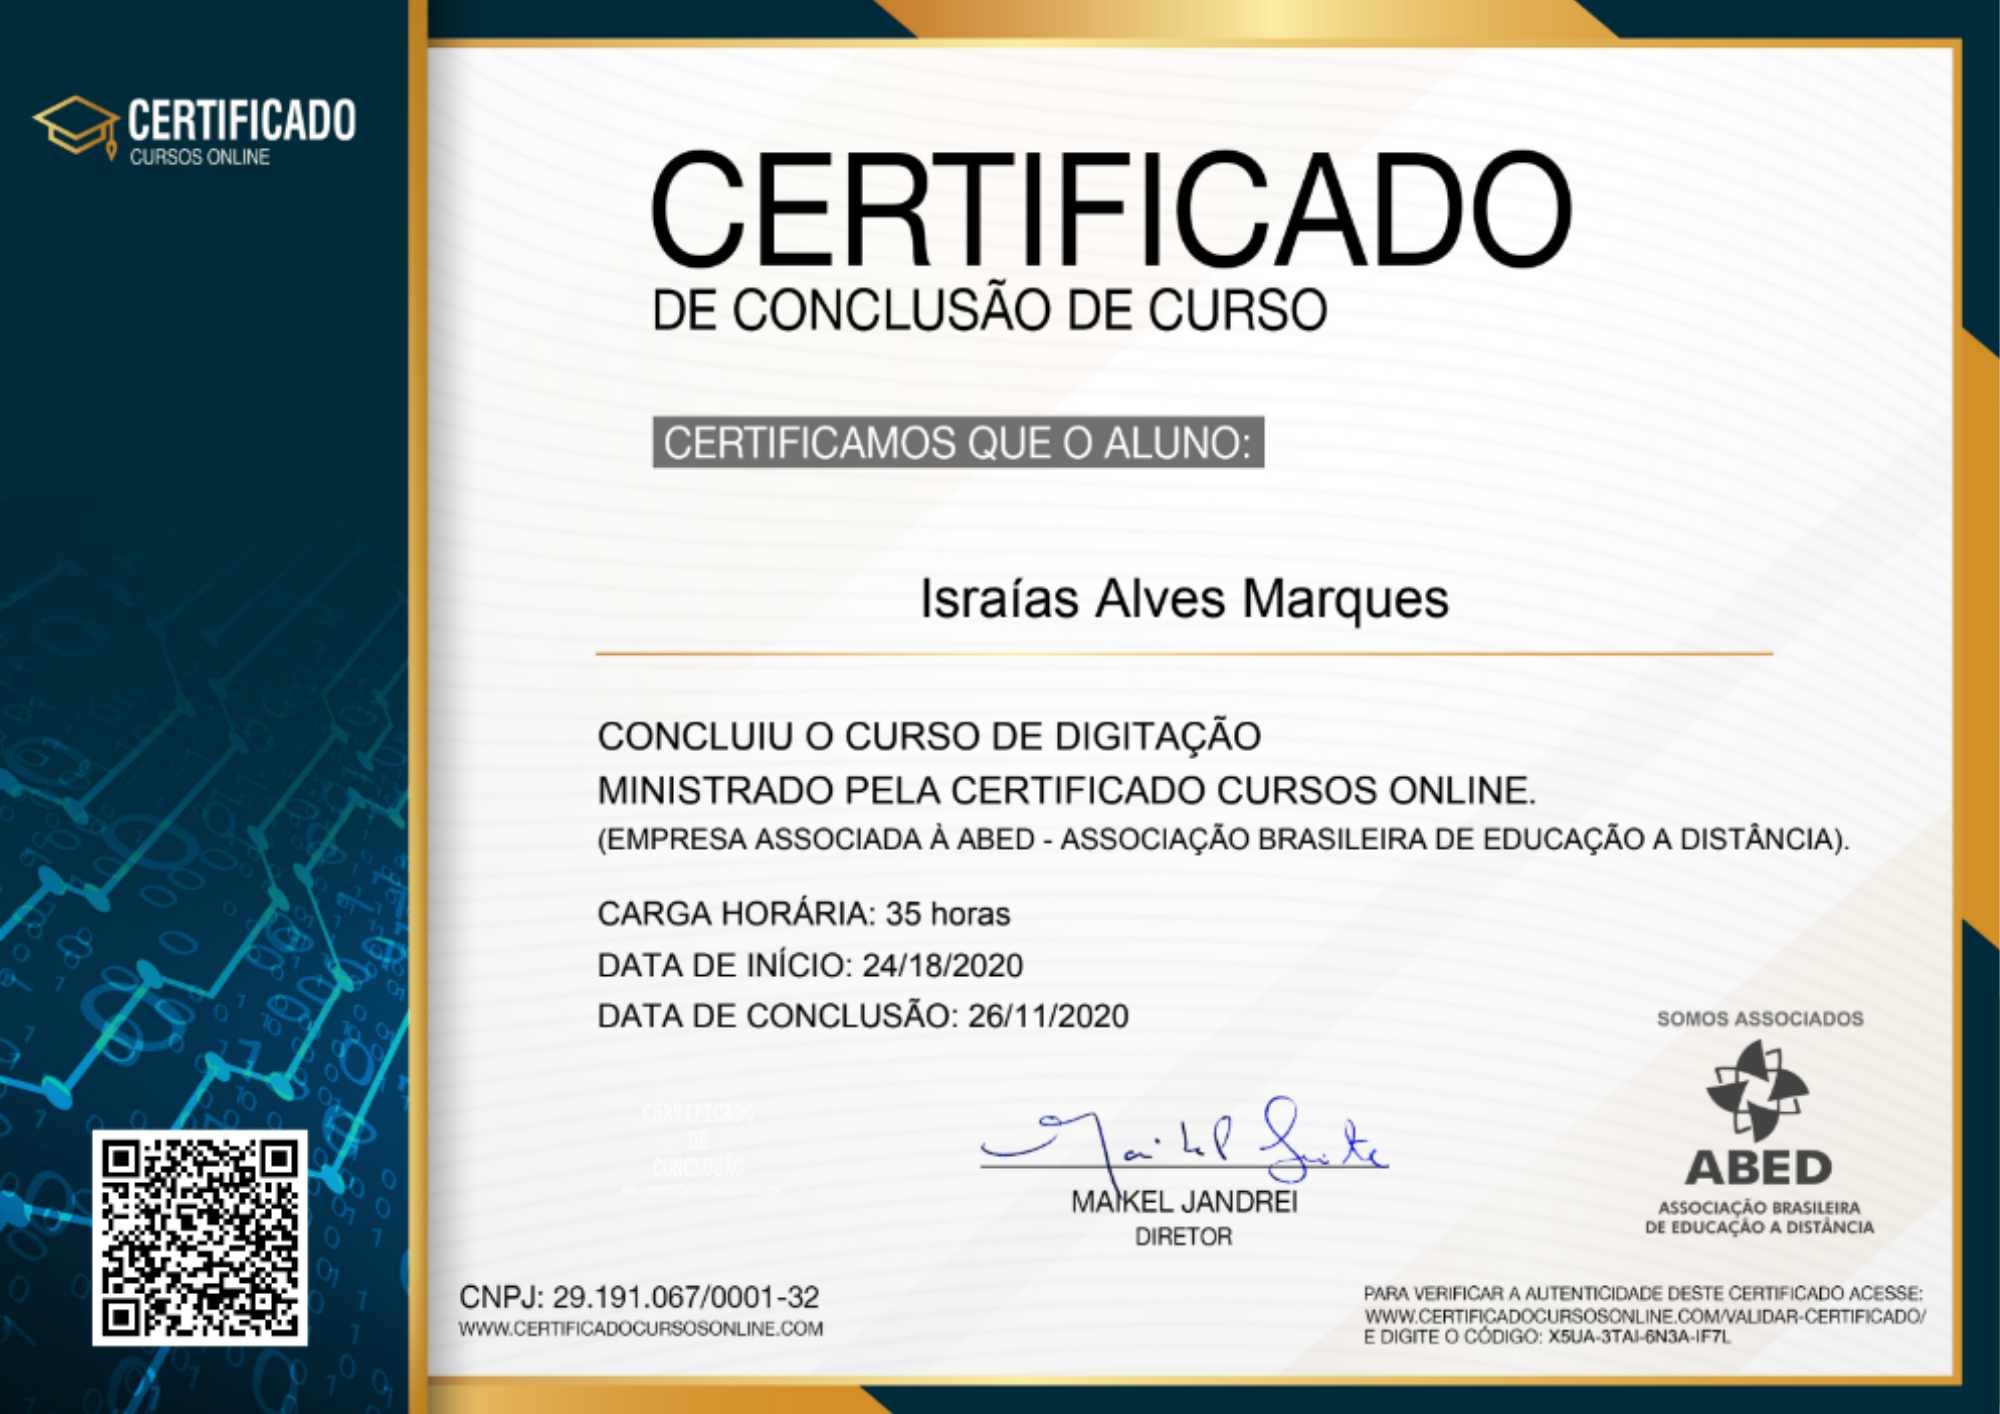 CERTIFICADO
CURSOS ONLINE
CERTIFICADO
DE CONCLUSÃO DE CURSO
CERTIFICAMOS QUE O ALUNO:
Israías Alves Marques
CONCLUIU O CURSO DE DIGITAÇÃO
MINISTRADO PELA CERTIFICADO CURSOS ONLINE.
(EMPRESA ASSOCIADA À ABED - ASSOCIAÇÃO BRASILEIRA DE EDUCAÇÃO A DISTÂNCIA).
CARGA HORÁRIA: 35 horas
DATA DE INÍCIO: 24/18/2020
DATA DE CONCLUSÃO: 26/11/2020
CERTIFICADO
DE
CONCLUSÃO
MAIKEL JANDREI
DIRETOR
SOMOS ASSOCIADOS
ABED
ASSOCIAÇÃO BRASILEIRA
DE EDUCAÇÃO A DISTÂNCIA
CNPJ: 29.191.067/0001-32
WWW.CERTIFICADOCURSOSONLINE.COM
PARA VERIFICAR A AUTENTICIDADE DESTE CERTIFICADO ACESSE:
WWW.CERTIFICADOCURSOSONLINE.COM/VALIDAR-CERTIFICADO/
E DIGITE O CÓDIGO: X5UA-3TAI-6N3A-IF7L